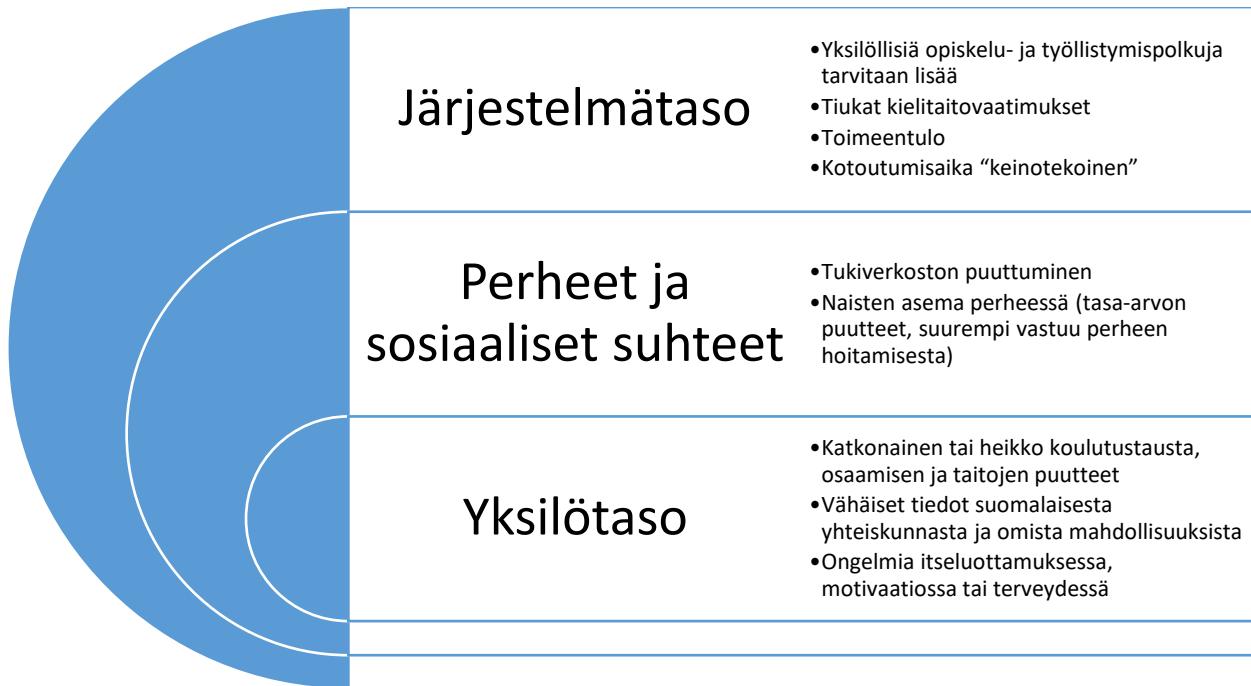 Järjestelmätaso
•Yksilöllisiä opiskelu- ja työllistymispolkuja
tarvitaan lisää
•Tiukat kielitaitovaatimukset
•Toimeentulo
•Kotoutumisaika “keinotekoinen”
Perheet ja
sosiaaliset suhteet
•Tukiverkoston puuttuminen
•Naisten asema perheessä (tasa-arvon
puutteet, suurempi vastuu perheen
hoitamisesta)
Yksilötaso
•Katkonainen tai heikko koulutustausta,
osaamisen ja taitojen puutteet
•Vähäiset tiedot suomalaisesta
yhteiskunnasta ja omista mahdollisuuksista
•Ongelmia itseluottamuksessa,
motivaatiossa tai terveydessä